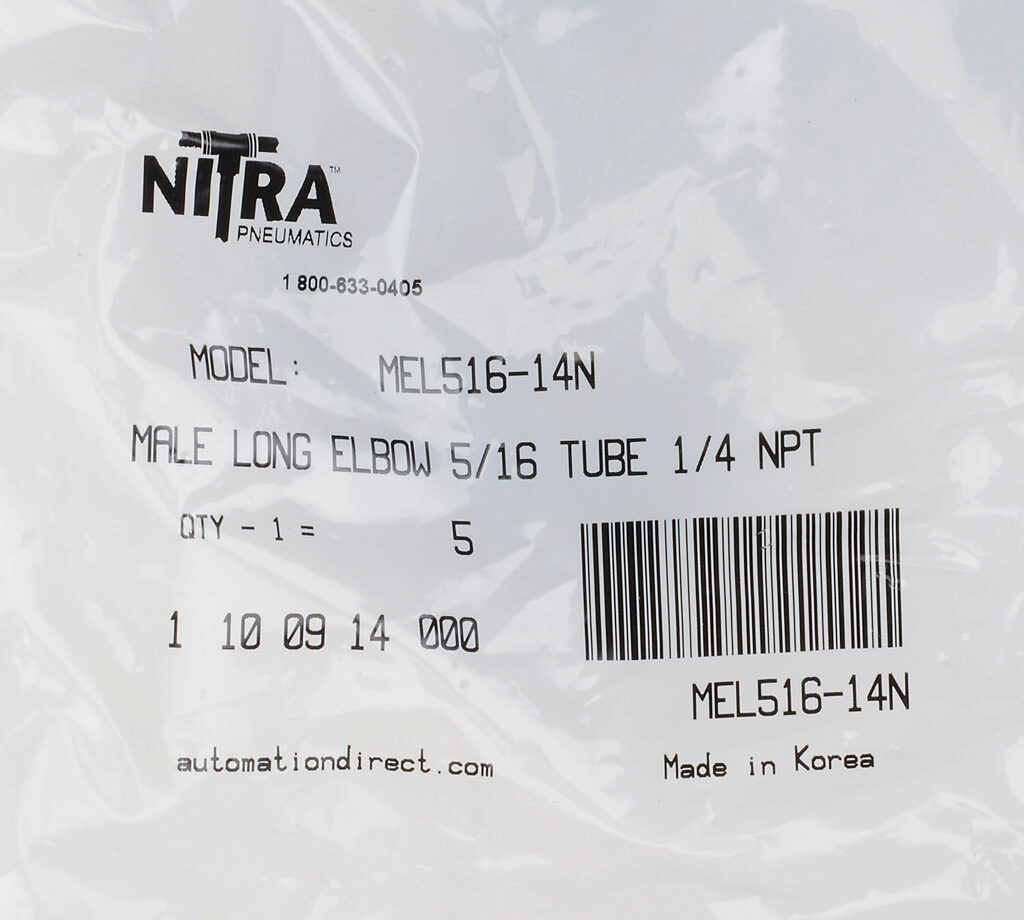 NITRA™
PNEUMATICS
1 800-633-0405
MODEL: MEL516-14N
MALE LONG ELBOW 5/16 TUBE 1/4 NPT
QTY - 1 = 5
1 10 09 14 000
MEL516-14N
automationdirect.com
Made in Korea